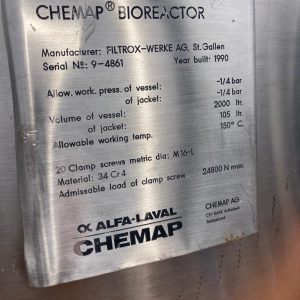 CHEMAP® BIOREACTOR
Manufacturer: FILTROX-WERKE AG, St. Gallen
Serial Nº: 9-4861 Year built: 1990
Allow. work. press. of vessel: -1/4 bar
of jacket: -1/4 bar
Volume of vessel: 2000 ltr.
of jacket: 105 ltr.
Allowable working temp. 150° C
20 Clamp screws metric dia: M 16-L
Material: 34 Cr 4
Admissable load of clamp screw 24800 N max.
α ALFA-LAVAL
CHEMAP
CHEMAP AG
Switzerland